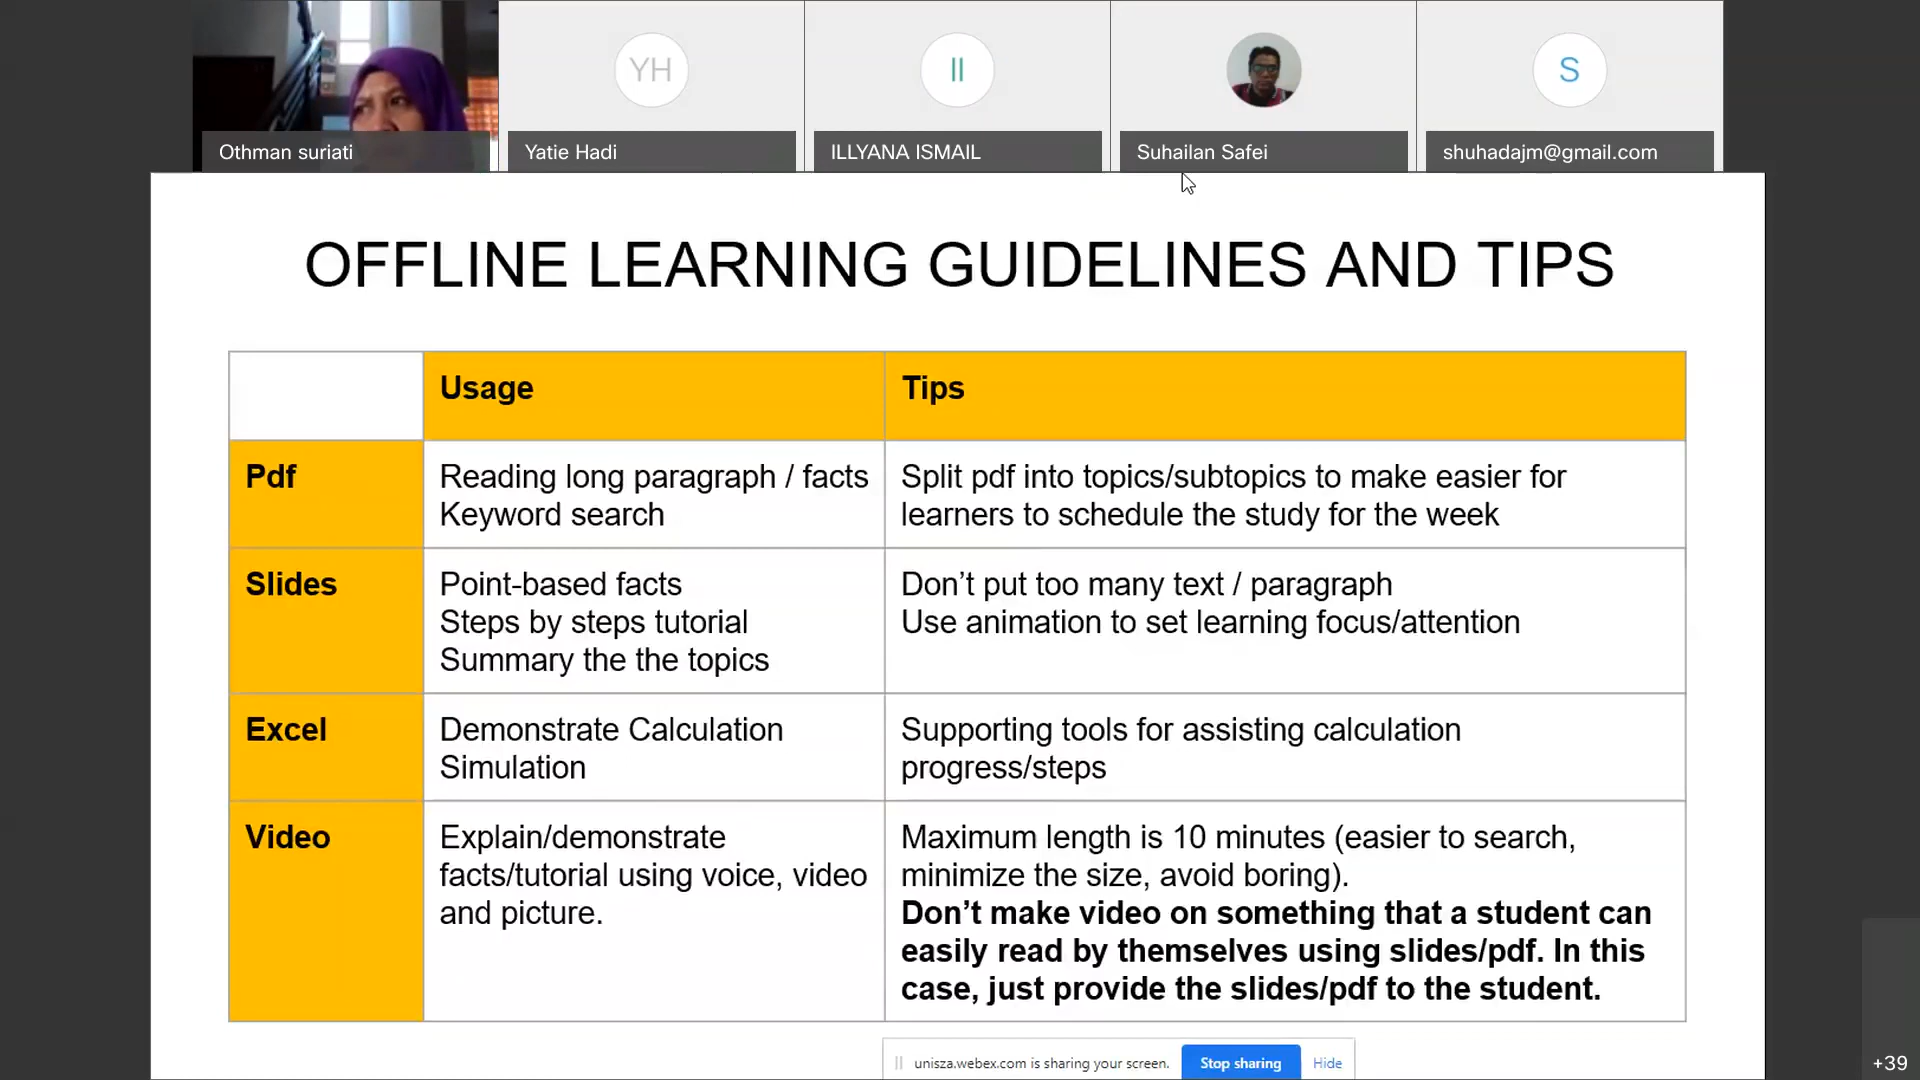 YH
II
S
Othman suriati
Yatie Hadi
ILLYANA ISMAIL
Suhailan Safei
shuhadajm@gmail.com
OFFLINE LEARNING GUIDELINES AND TIPS
Usage
Tips
Pdf
Reading long paragraph / facts
Keyword search
Split pdf into topics/subtopics to make easier for
learners to schedule the study for the week
Slides
Point-based facts
Steps by steps tutorial
Summary the the topics
Don’t put too many text / paragraph
Use animation to set learning focus/attention
Excel
Demonstrate Calculation
Simulation
Supporting tools for assisting calculation
progress/steps
Video
Explain/demonstrate
facts/tutorial using voice, video
and picture.
Maximum length is 10 minutes (easier to search,
minimize the size, avoid boring).
Don’t make video on something that a student can
easily read by themselves using slides/pdf. In this
case, just provide the slides/pdf to the student.
unisza.webex.com is sharing your screen.
Stop sharing
Hide
+39